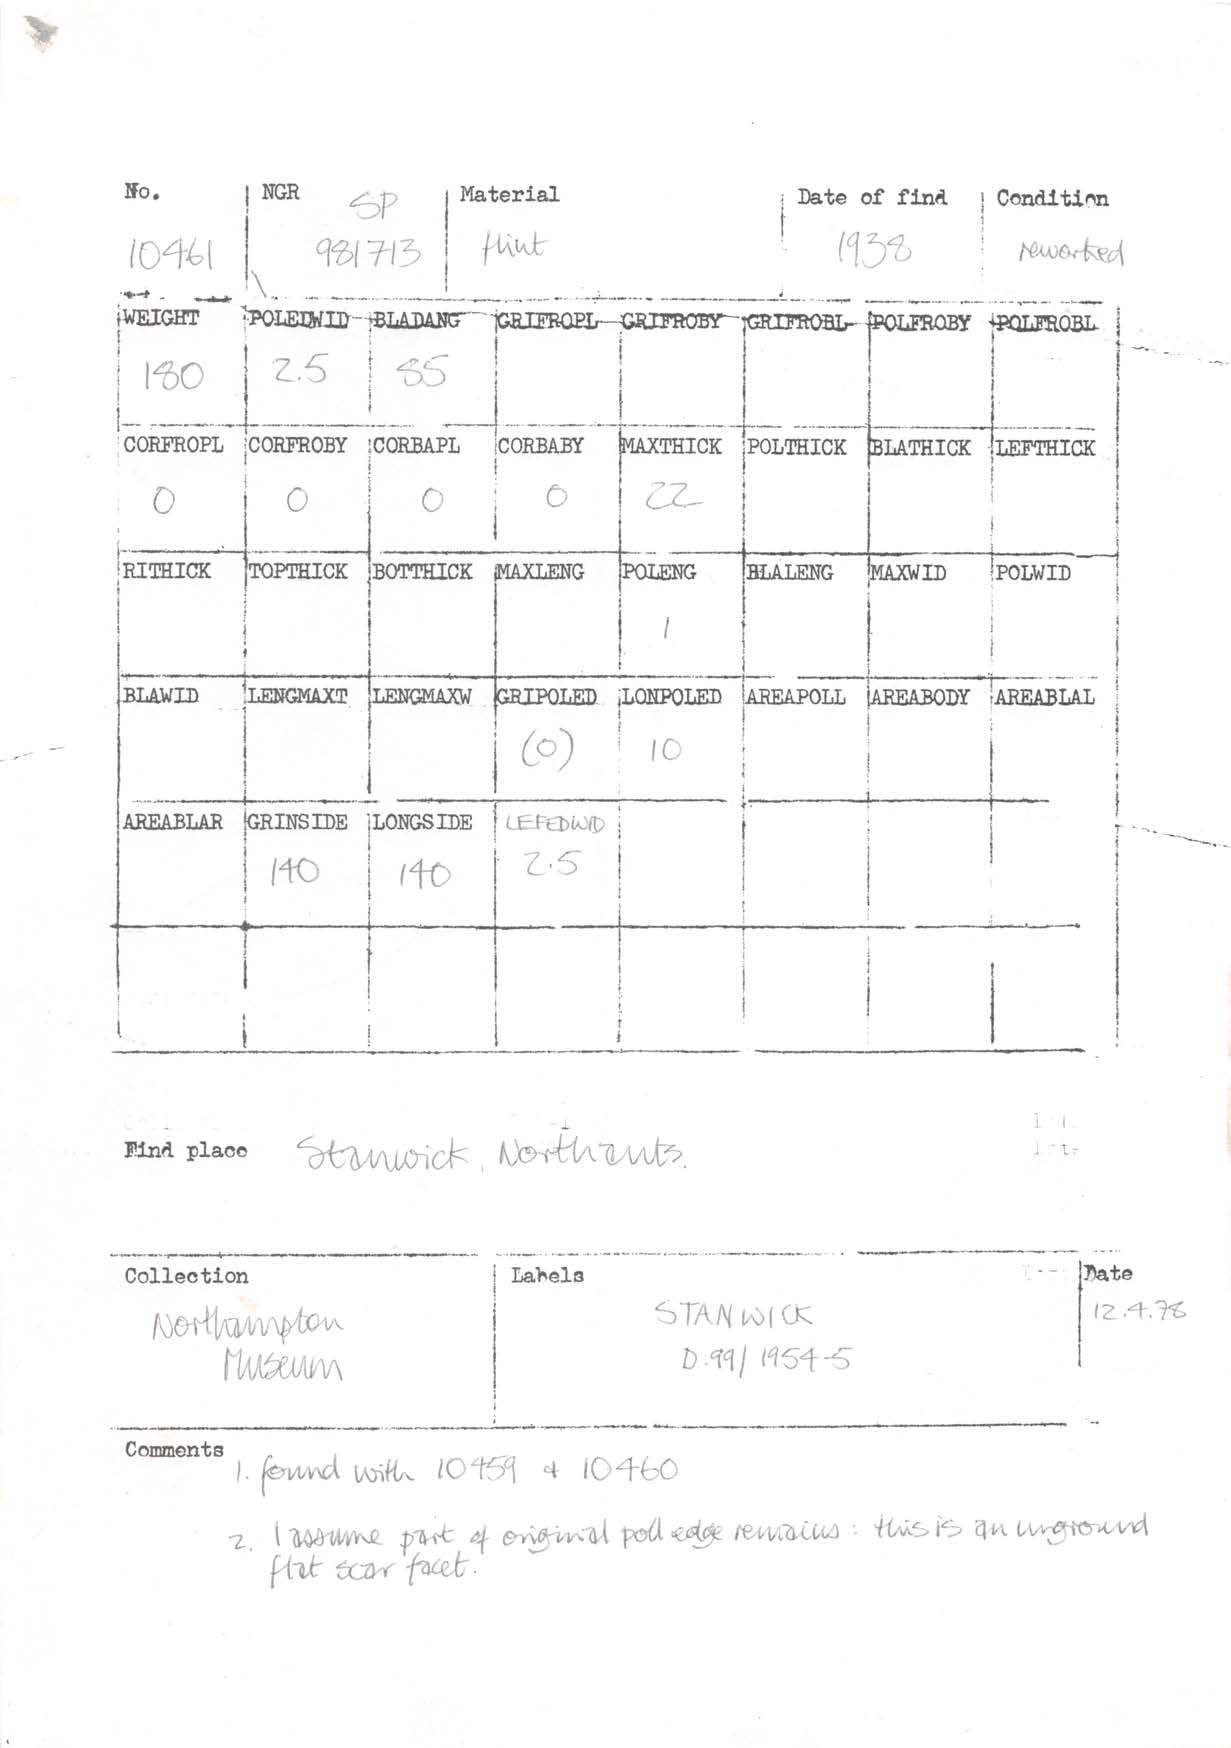 No. NGR Material Date of find Condition
SP
10461 981713 flint 1938 reworked
WEIGHT POLEDWID BLADANG GRIFROPL GRIFROBY GRIFROBL POLFROBY POLFROBL
180 2.5 85
CORFROPL CORFROBY CORBAPL CORBABY MAXTHICK POLTHICK BLATHICK LEFTHICK
0 0 0 0 22
RITHICK TOPTHICK BOTTHICK MAXLENG POLENG BLALENG MAXWID POLWID
1
BLAWID LENGMAXT LENGMAXW GRIPOLED LONPOLED AREAPOLL AREABODY AREABLAL
(0) 10
AREABLAR GRINSIDE LONGSIDE LEFEDWID
140 140 2.5
Find place Stanwick, Northants.
Collection Labels Date
Northampton STANWICK 12.4.78
Museum D.99/1954-5
Comments
1. found with 10459 & 10460
2. I assume part of original poll edge remains: this is an unground
flat scar facet.